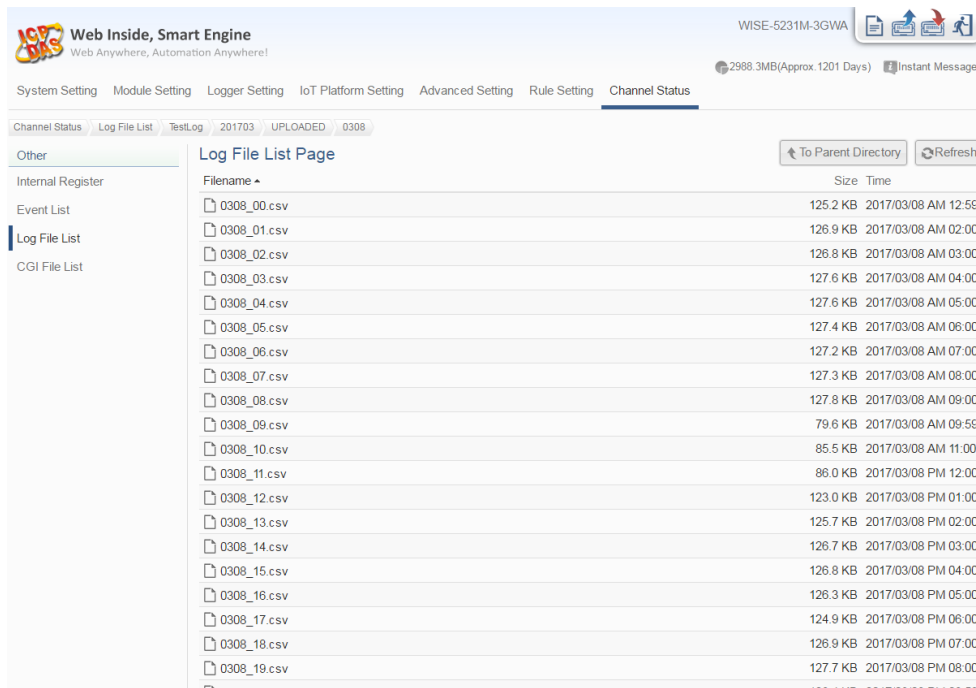 ICP DAS
Web Inside, Smart Engine
Web Anywhere, Automation Anywhere!
WISE-5231M-3GWA
2988.3MB(Approx.1201 Days) Instant Message
System Setting Module Setting Logger Setting IoT Platform Setting Advanced Setting Rule Setting Channel Status
Channel Status Log File List TestLog 201703 UPLOADED 0308
Other
Internal Register
Event List
Log File List
CGI File List
Log File List Page
To Parent Directory Refresh
Filename Size Time
0308_00.csv 125.2 KB 2017/03/08 AM 12:59
0308_01.csv 126.9 KB 2017/03/08 AM 02:00
0308_02.csv 126.8 KB 2017/03/08 AM 03:00
0308_03.csv 127.6 KB 2017/03/08 AM 04:00
0308_04.csv 127.6 KB 2017/03/08 AM 05:00
0308_05.csv 127.4 KB 2017/03/08 AM 06:00
0308_06.csv 127.2 KB 2017/03/08 AM 07:00
0308_07.csv 127.3 KB 2017/03/08 AM 08:00
0308_08.csv 127.8 KB 2017/03/08 AM 09:00
0308_09.csv 79.6 KB 2017/03/08 AM 09:59
0308_10.csv 85.5 KB 2017/03/08 AM 11:00
0308_11.csv 86.0 KB 2017/03/08 PM 12:00
0308_12.csv 123.0 KB 2017/03/08 PM 01:00
0308_13.csv 125.7 KB 2017/03/08 PM 02:00
0308_14.csv 126.7 KB 2017/03/08 PM 03:00
0308_15.csv 126.8 KB 2017/03/08 PM 04:00
0308_16.csv 126.3 KB 2017/03/08 PM 05:00
0308_17.csv 124.9 KB 2017/03/08 PM 06:00
0308_18.csv 126.9 KB 2017/03/08 PM 07:00
0308_19.csv 127.7 KB 2017/03/08 PM 08:00